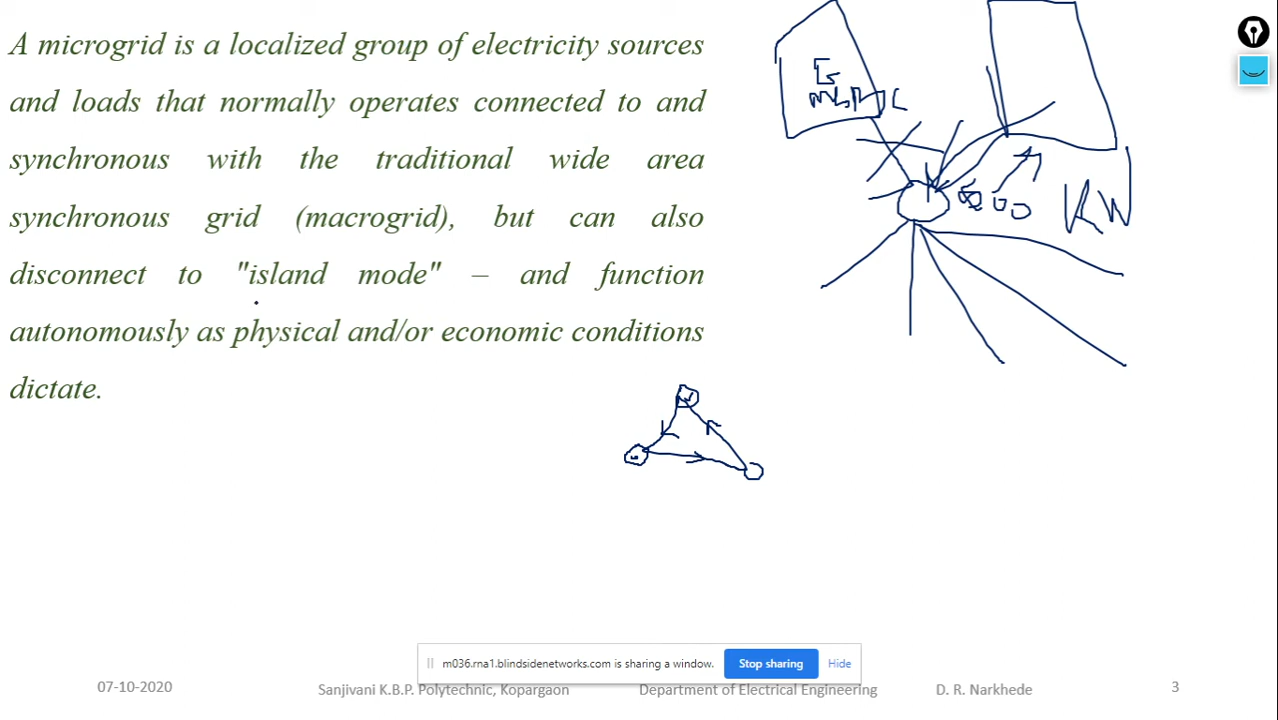 A microgrid is a localized group of electricity sources
and loads that normally operates connected to and
synchronous with the traditional wide area
synchronous grid (macrogrid), but can also
disconnect to "island mode" – and function
autonomously as physical and/or economic conditions
dictate.
KW
m036.rna1.blindsidenetworks.com is sharing a window.
Stop sharing
Hide
07-10-2020
Sanjivani K.B.P. Polytechnic, Kopargaon
Department of Electrical Engineering
D. R. Narkhede
3